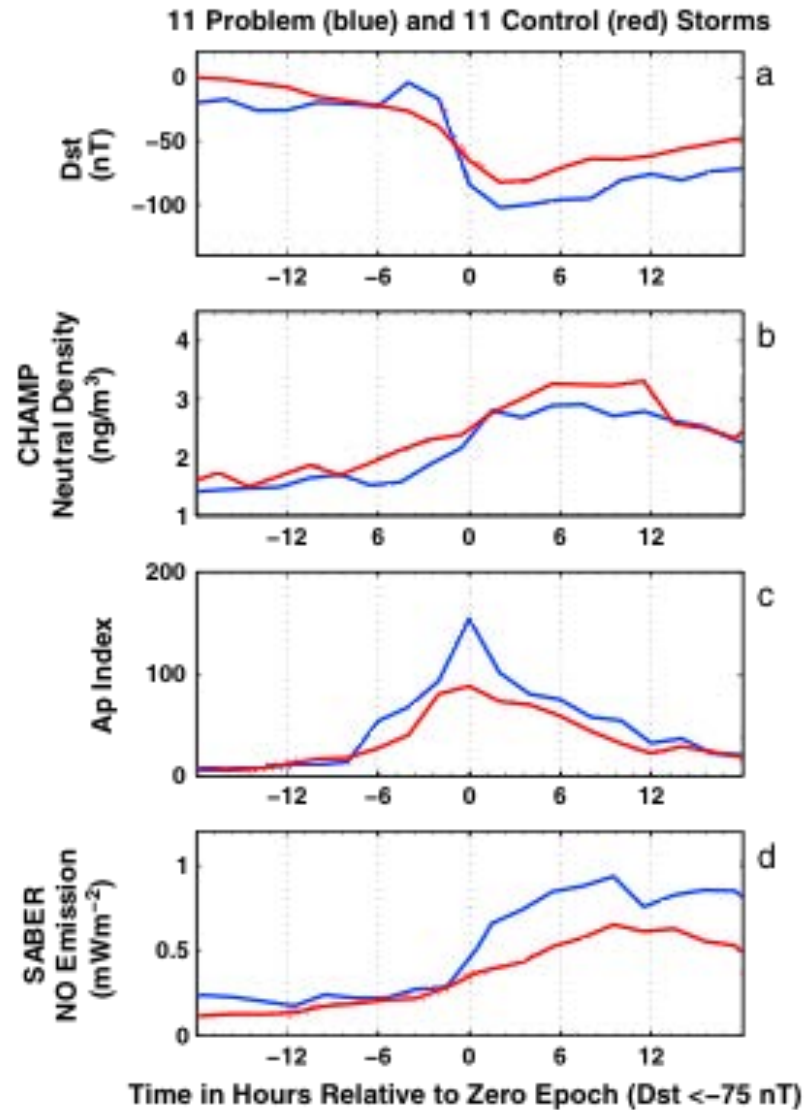 11 Problem (blue) and 11 Control (red) Storms
a
0
−50
−100
Dst
(nT)
−12 −6 0 6 12
b
4
3
2
1
CHAMP
Neutral Density
(ng/m³)
−12 6 0 6 12
c
200
100
0
Ap Index
−12 −6 0 6 12
d
1
0.5
0
SABER
NO Emission
(mWm−2)
−12 −6 0 6 12
Time in Hours Relative to Zero Epoch (Dst <−75 nT)